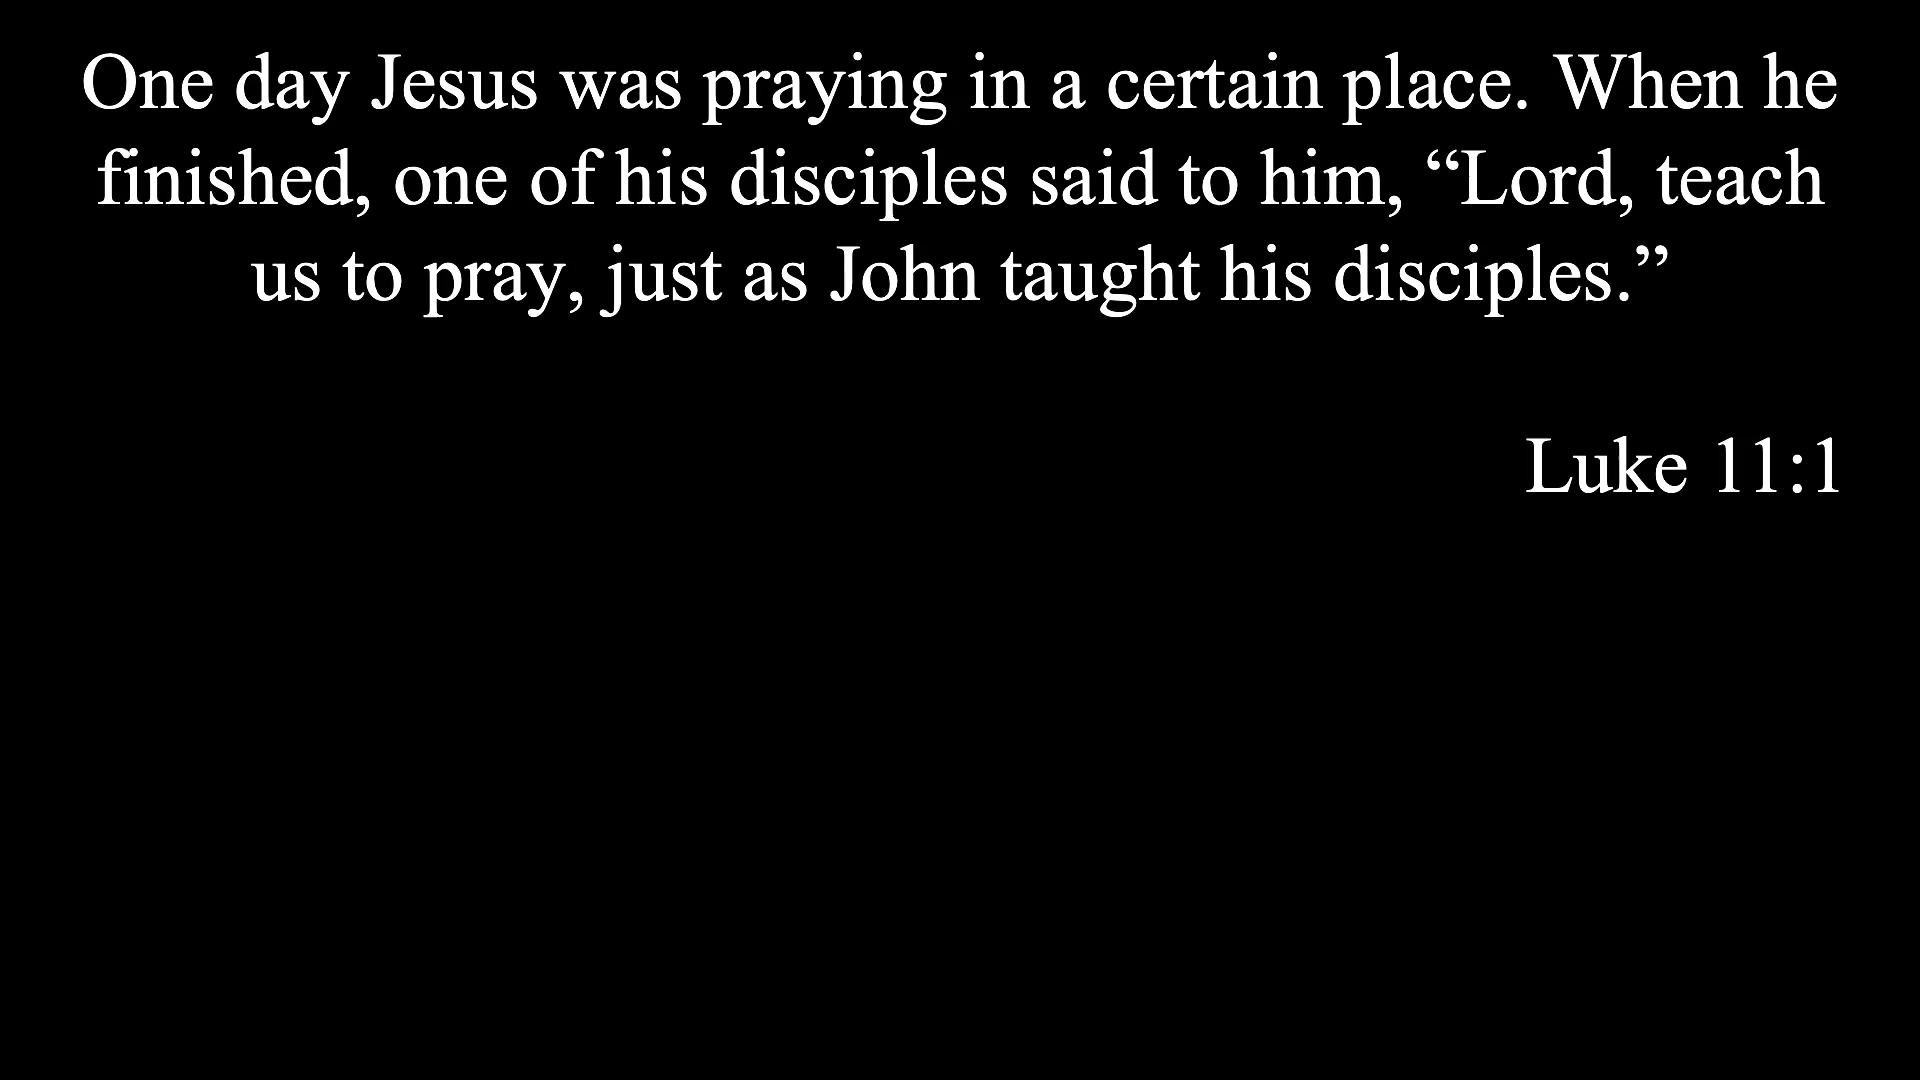 One day Jesus was praying in a certain place. When he
finished, one of his disciples said to him, “Lord, teach
us to pray, just as John taught his disciples.”
Luke 11:1